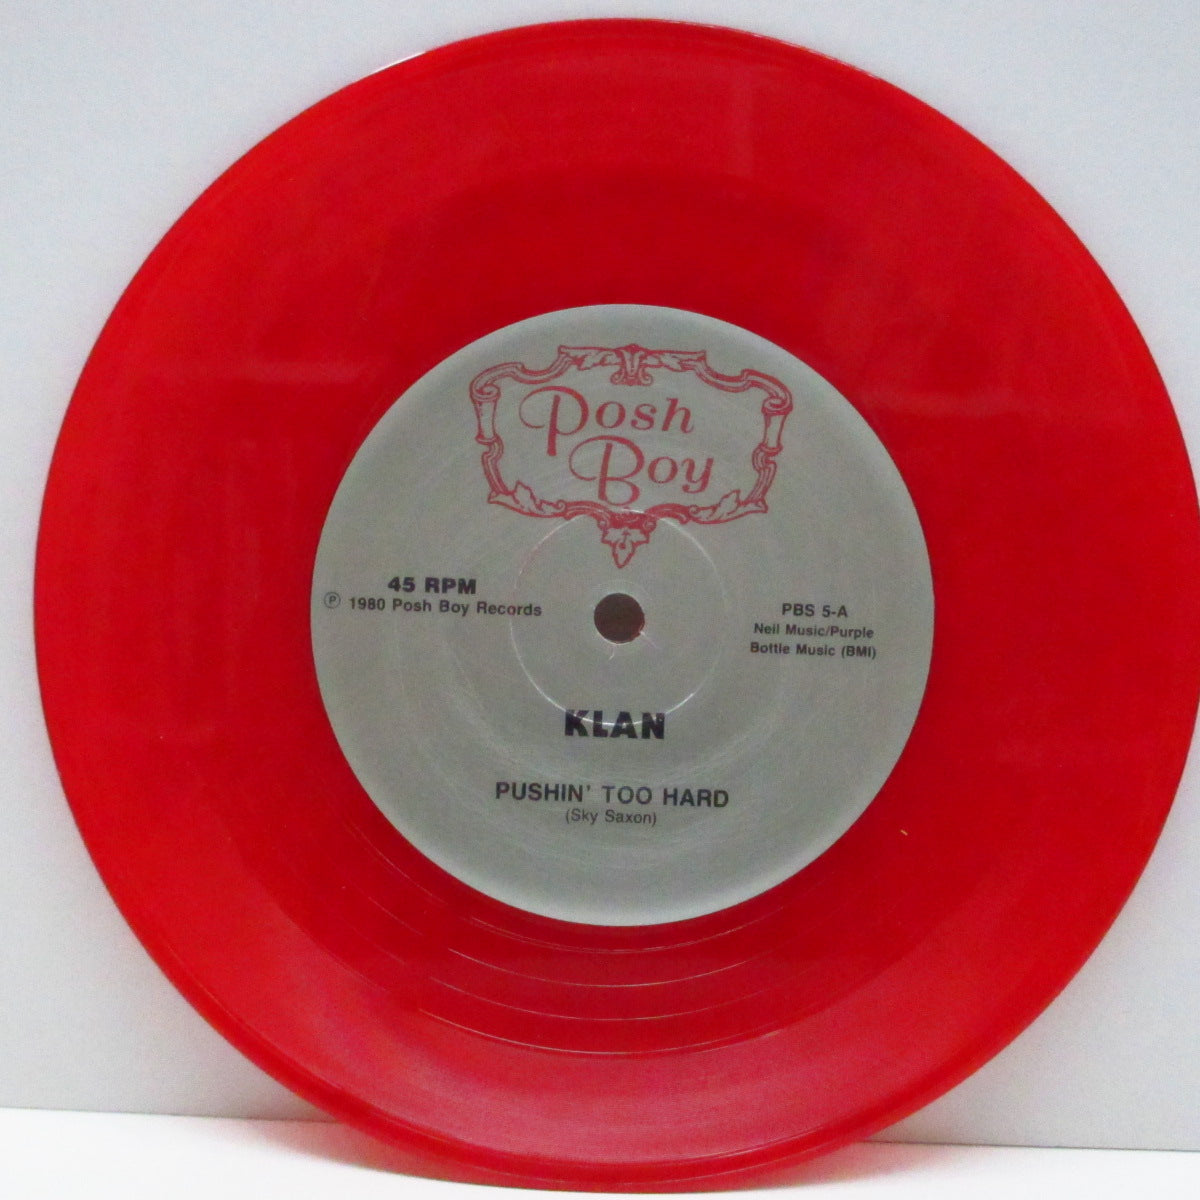 Posh
Boy
45 RPM
℗ 1980 Posh Boy Records
PBS 5-A
Neil Music/Purple
Bottle Music (BMI)
KLAN
PUSHIN' TOO HARD
(Sky Saxon)